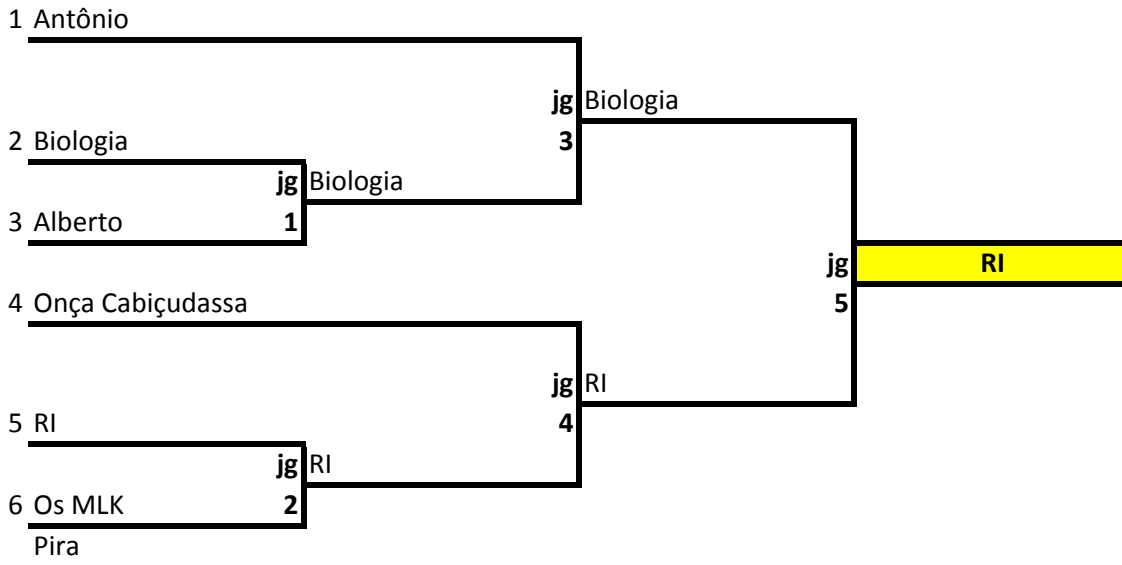 1 Antônio
jg Biologia
2 Biologia
3
jg Biologia
3 Alberto
1
jg
RI
4 Onça Cabiçudassa
5
jg RI
5 RI
4
jg RI
6 Os MLK
2
Pira